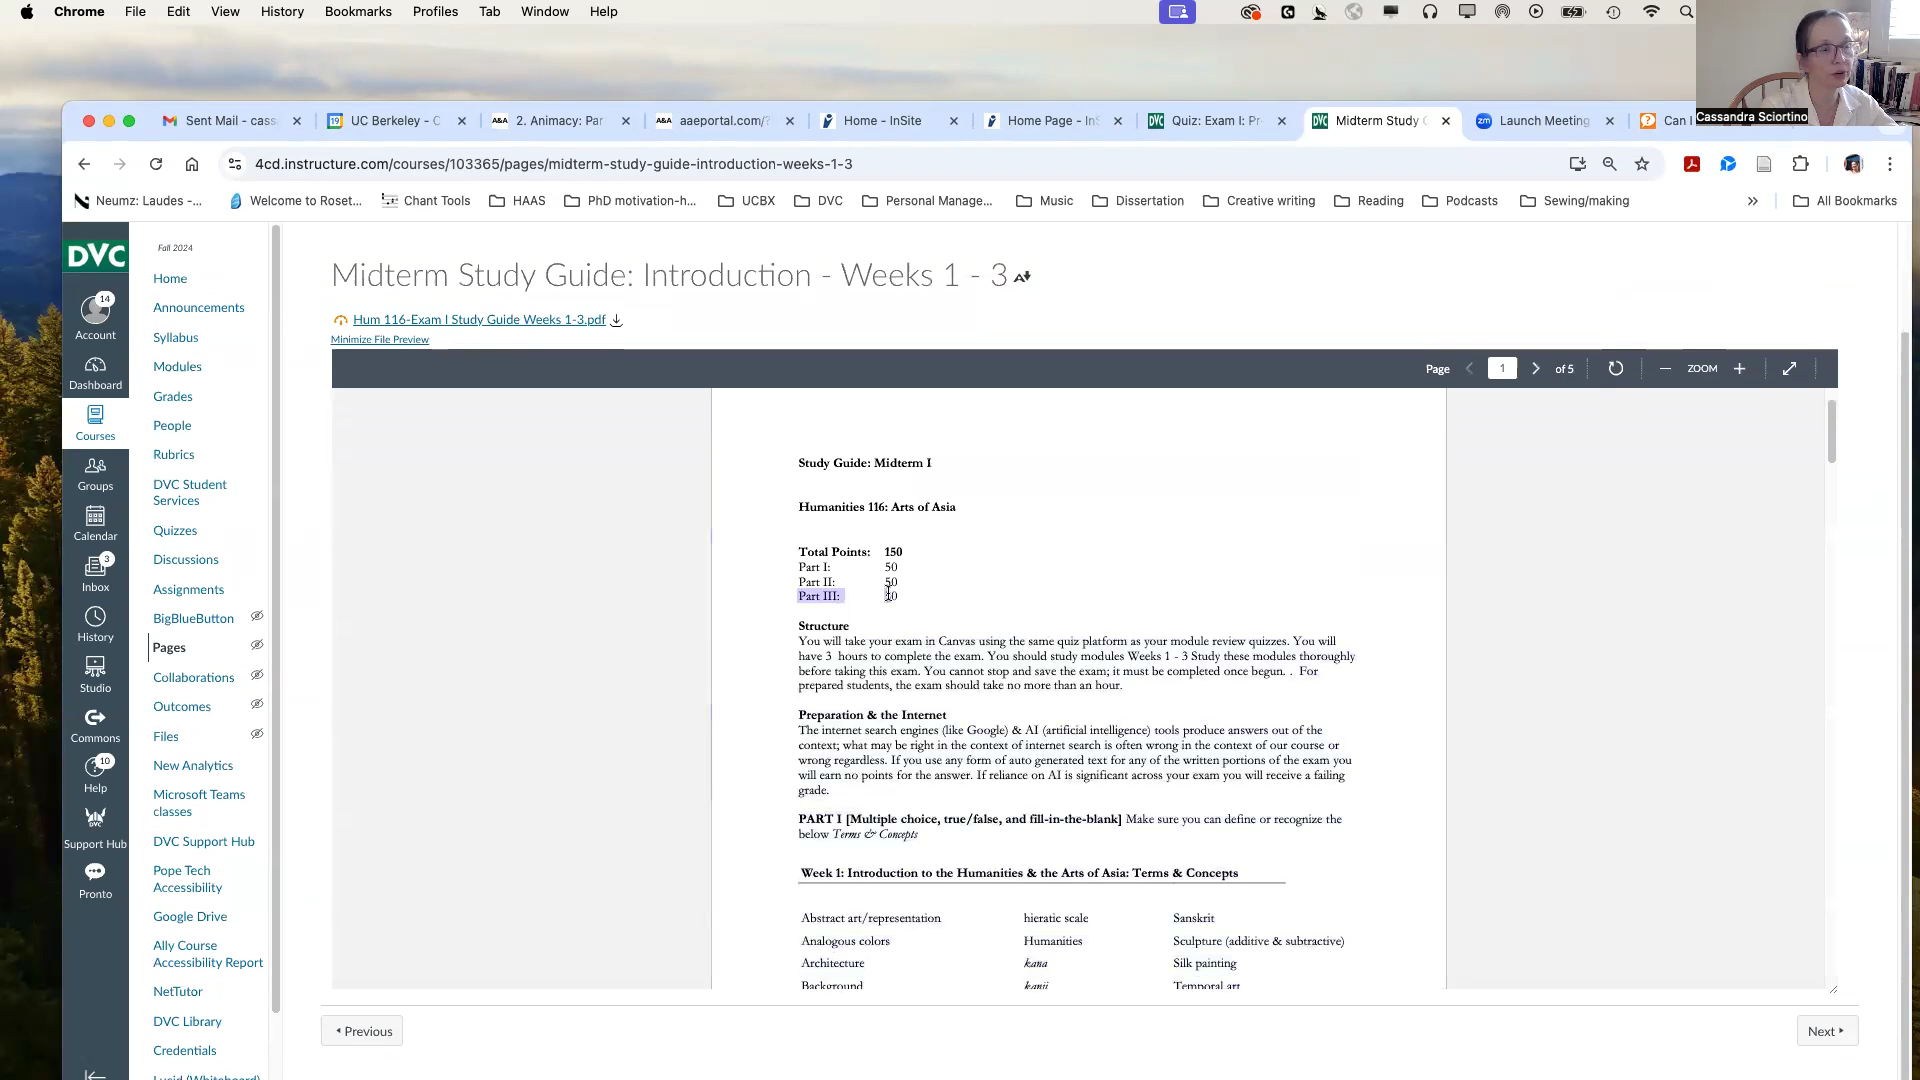 Chrome File Edit View History Bookmarks Profiles Tab Window Help
Cassandra Sciortino
Sent Mail - cass
UC Berkeley - C
2. Animacy: Par
aaeportal.com/?
Home - InSite
Home Page - InS
Quiz: Exam I: Pr
Midterm Study
Launch Meeting
Can I
4cd.instructure.com/courses/103365/pages/midterm-study-guide-introduction-weeks-1-3
Neumz: Laudes -...
Welcome to Roset...
Chant Tools
HAAS
PhD motivation-h...
UCBX
DVC
Personal Manage...
Music
Dissertation
Creative writing
Reading
Podcasts
Sewing/making
All Bookmarks
DVC
14
Account
Dashboard
Courses
Groups
Calendar
3
Inbox
History
Studio
Commons
10
Help
Support Hub
Pronto
Fall 2024
Home
Announcements
Syllabus
Modules
Grades
People
Rubrics
DVC Student
Services
Quizzes
Discussions
Assignments
BigBlueButton
Pages
Collaborations
Outcomes
Files
New Analytics
Microsoft Teams
classes
DVC Support Hub
Pope Tech
Accessibility
Google Drive
Ally Course
Accessibility Report
NetTutor
DVC Library
Credentials
Lucid (Whiteboard)
Midterm Study Guide: Introduction - Weeks 1 - 3
Hum 116-Exam I Study Guide Weeks 1-3.pdf
Minimize File Preview
Page 1 of 5 ZOOM
Study Guide: Midterm I
Humanities 116: Arts of Asia
Total Points: 150
Part I: 50
Part II: 50
Part III:
Structure
You will take your exam in Canvas using the same quiz platform as your module review quizzes. You will
have 3 hours to complete the exam. You should study modules Weeks 1 - 3 Study these modules thoroughly
before taking this exam. You cannot stop and save the exam; it must be completed once begun. . For
prepared students, the exam should take no more than an hour.
Preparation & the Internet
The internet search engines (like Google) & AI (artificial intelligence) tools produce answers out of the
context; what may be right in the context of internet search is often wrong in the context of our course or
wrong regardless. If you use any form of auto generated text for any of the written portions of the exam you
will earn no points for the answer. If reliance on AI is significant across your exam you will receive a failing
grade.
PART I [Multiple choice, true/false, and fill-in-the-blank] Make sure you can define or recognize the
below Terms & Concepts
Week 1: Introduction to the Humanities & the Arts of Asia: Terms & Concepts
Abstract art/representation hieratic scale Sanskrit
Analogous colors Humanities Sculpture (additive & subtractive)
Architecture kana Silk painting
Background kanji Temporal art
Previous
Next